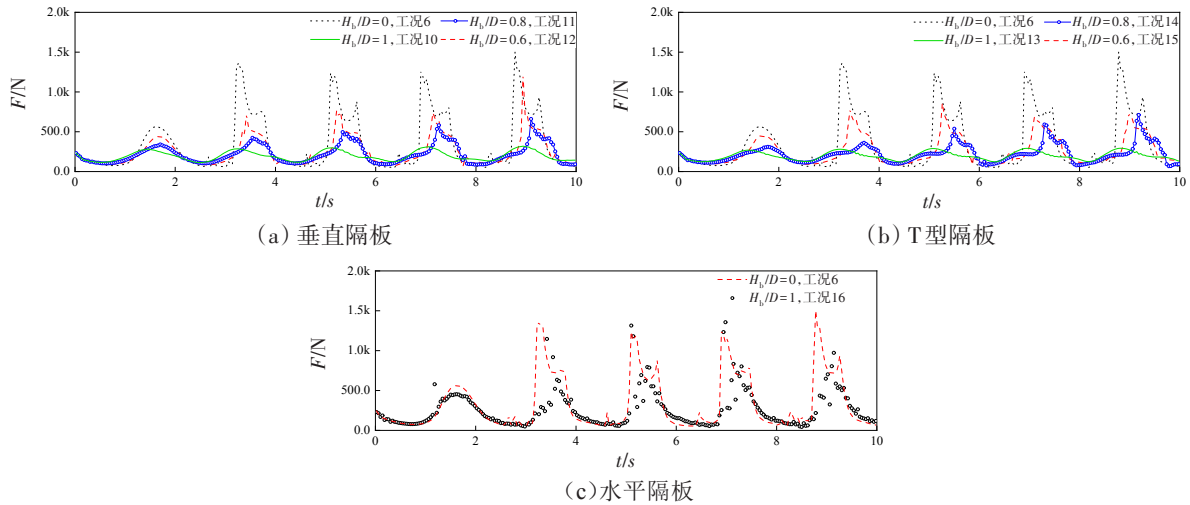 2.0k
1.5k
1.0k
500.0
0.0
F/N
H_b/D=0, 工况6
H_b/D=0.8, 工况11
H_b/D=1, 工况10
H_b/D=0.6, 工况12
0 2 4 6 8 10
t/s
(a) 垂直隔板
2.0k
1.5k
1.0k
500.0
0.0
F/N
H_b/D=0, 工况6
H_b/D=0.8, 工况14
H_b/D=1, 工况13
H_b/D=0.6, 工况15
0 2 4 6 8 10
t/s
(b) T型隔板
2.0k
1.5k
1.0k
500.0
0.0
F/N
H_b/D=0, 工况6
H_b/D=1, 工况16
0 2 4 6 8 10
t/s
(c)水平隔板